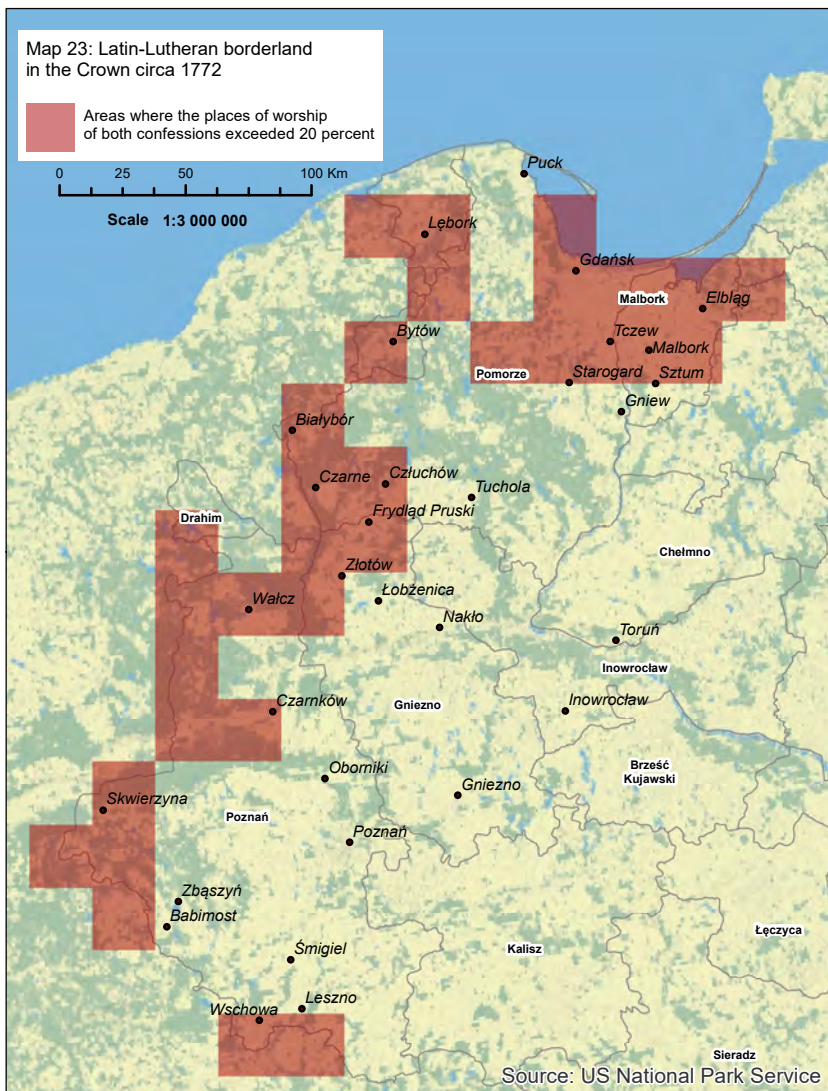 Map 23: Latin-Lutheran borderland
in the Crown circa 1772
Areas where the places of worship
of both confessions exceeded 20 percent
0 25 50 100 Km
Scale 1:3 000 000
Puck
Lębork
Gdańsk
Malbork
Elbląg
Bytów
Tczew
Malbork
Pomorze
Starogard
Sztum
Gniew
Białybór
Czarne
Człuchów
Tuchola
Frydląd Pruski
Drahim
Chełmno
Złotów
Łobżenica
Wałcz
Nakło
Toruń
Inowrocław
Czarnków
Gniezno
Inowrocław
Brześć
Kujawski
Oborniki
Gniezno
Skwierzyna
Poznań
Poznań
Zbąszyń
Babimost
Łęczyca
Kalisz
Śmigiel
Leszno
Wschowa
Sieradz
Source: US National Park Service